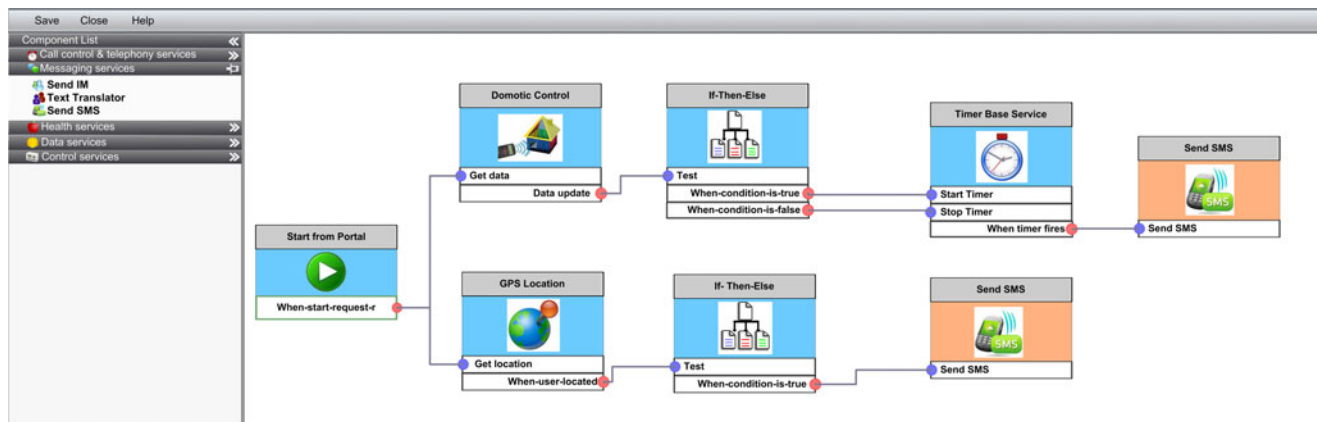 Save Close Help
Component List
Call control & telephony services
Messaging services
Send IM
Text Translator
Send SMS
Health services
Data services
Control services
Start from Portal
When-start-request-r
Domotic Control
Get data
Data update
If-Then-Else
Test
When-condition-is-true
When-condition-is-false
Timer Base Service
Start Timer
Stop Timer
When timer fires
Send SMS
SMS
Send SMS
GPS Location
Get location
When-user-located
If- Then-Else
Test
When-condition-is-true
Send SMS
SMS
Send SMS